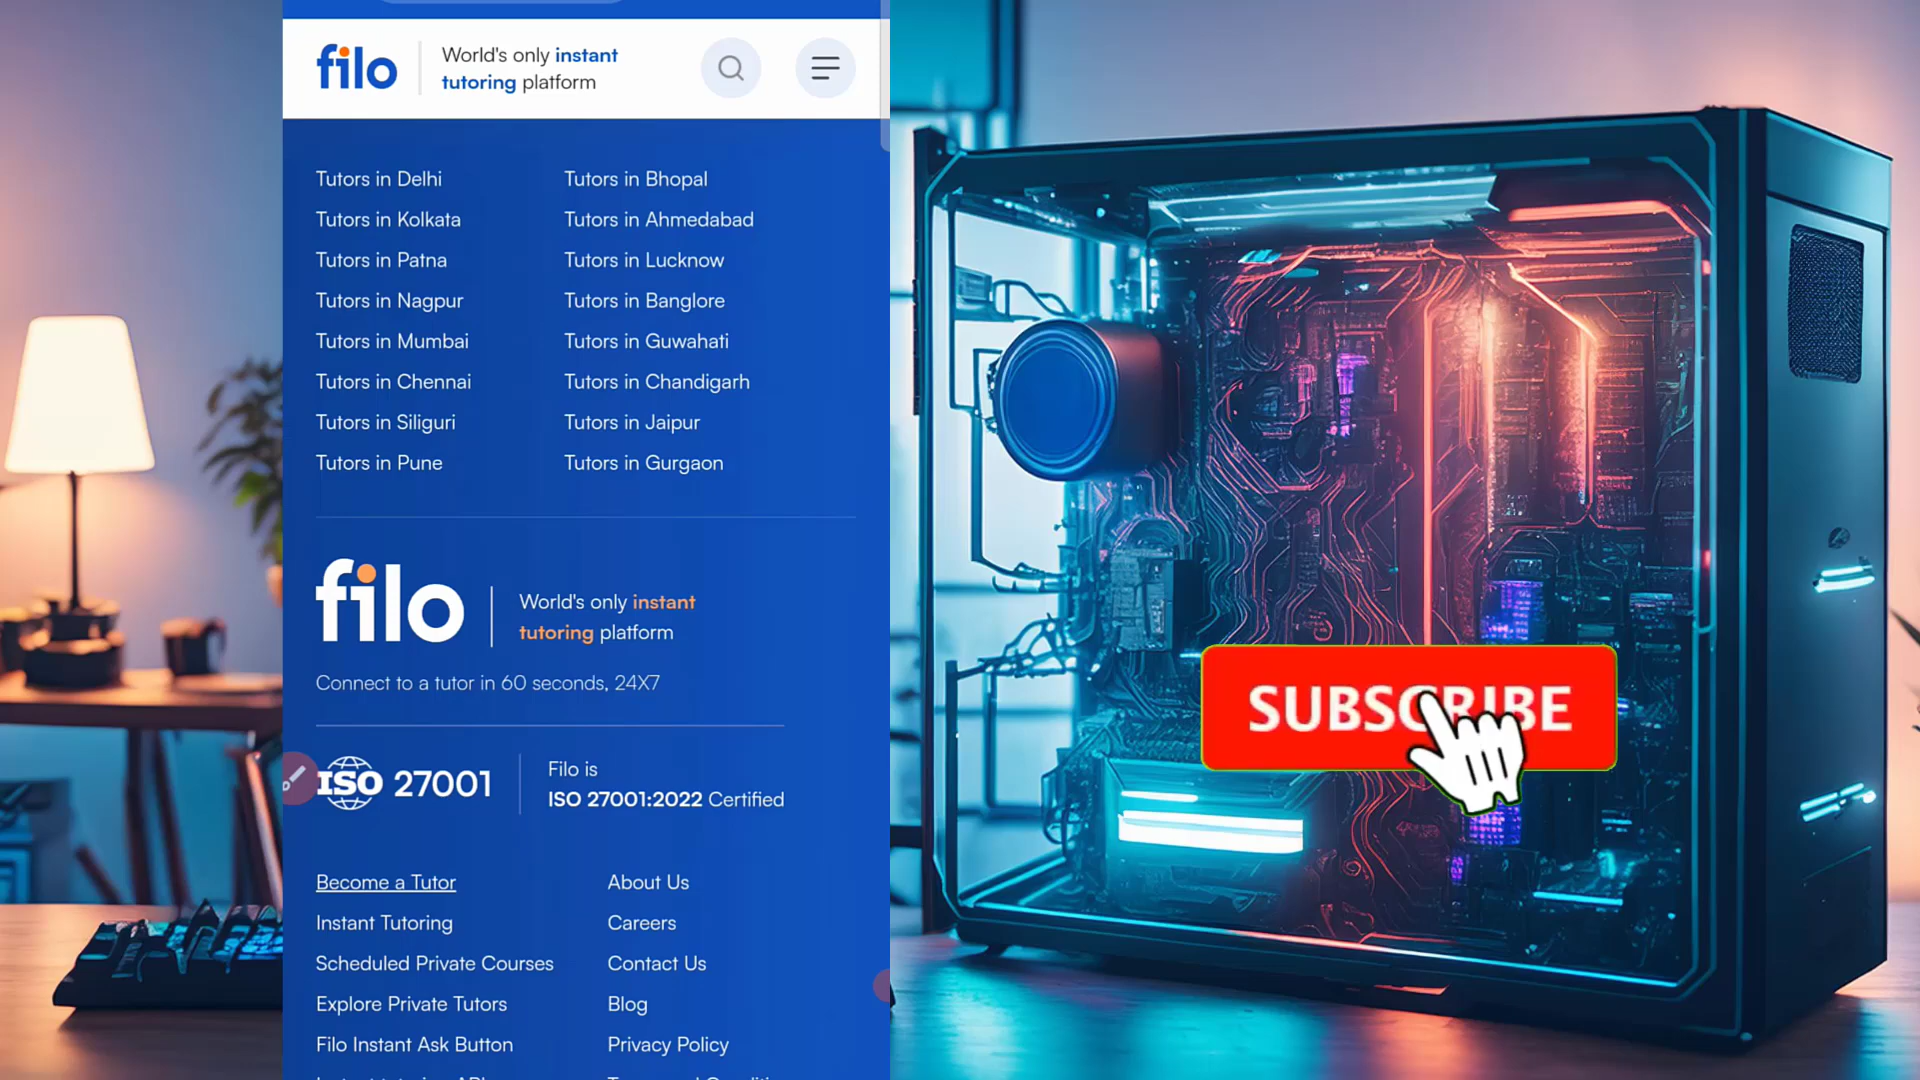 filo
World's only instant
tutoring platform
Tutors in Delhi
Tutors in Bhopal
Tutors in Kolkata
Tutors in Ahmedabad
Tutors in Patna
Tutors in Lucknow
Tutors in Nagpur
Tutors in Banglore
Tutors in Mumbai
Tutors in Guwahati
Tutors in Chennai
Tutors in Chandigarh
Tutors in Siliguri
Tutors in Jaipur
Tutors in Pune
Tutors in Gurgaon
filo
World's only instant
tutoring platform
Connect to a tutor in 60 seconds, 24X7
ISO 27001
Filo is
ISO 27001:2022 Certified
Become a Tutor
About Us
Instant Tutoring
Careers
Scheduled Private Courses
Contact Us
Explore Private Tutors
Blog
Filo Instant Ask Button
Privacy Policy
SUBSCRIBE